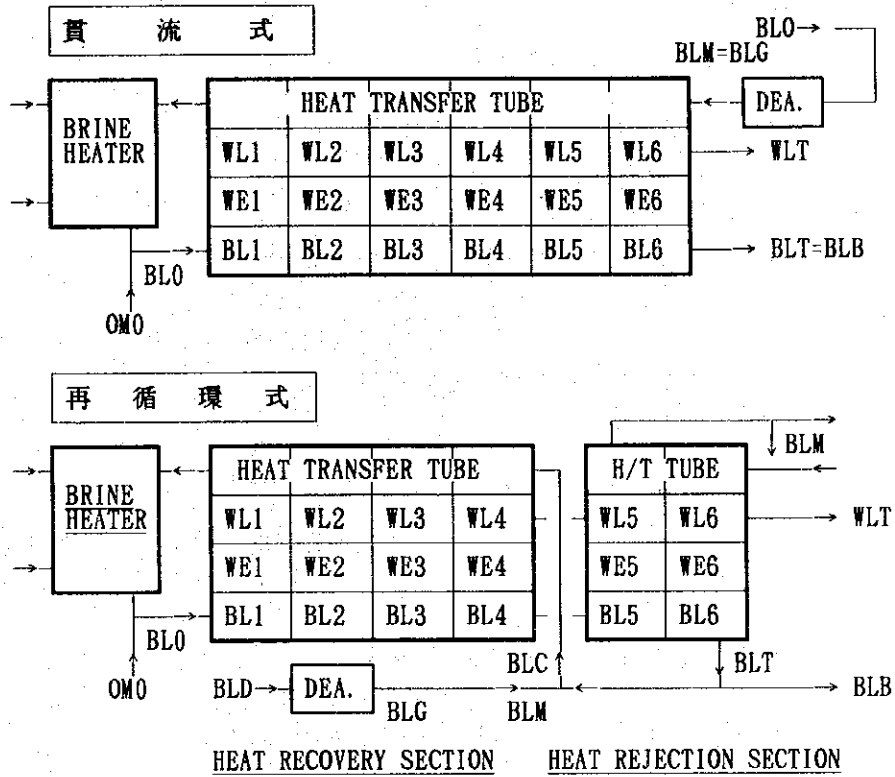 貫 流 式
BLO→
BLM=BLG
HEAT TRANSFER TUBE
DEA.
BRINE
HEATER
WL1 WL2 WL3 WL4 WL5 WL6
WLT
WE1 WE2 WE3 WE4 WE5 WE6
BL1 BL2 BL3 BL4 BL5 BL6
BLT=BLB
BLO
OMO
再 循 環 式
BLM
HEAT TRANSFER TUBE
H/T TUBE
BRINE
HEATER
WL1 WL2 WL3 WL4 WL5 WL6
WLT
WE1 WE2 WE3 WE4 WE5 WE6
BL1 BL2 BL3 BL4 BL5 BL6
BLO
BLC
BLT
OMO
BLD→
DEA.
BLB
BLG
BLM
HEAT RECOVERY SECTION
HEAT REJECTION SECTION